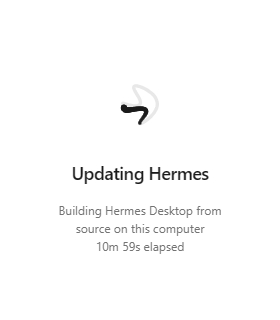 Updating Hermes
Building Hermes Desktop from
source on this computer
10m 59s elapsed